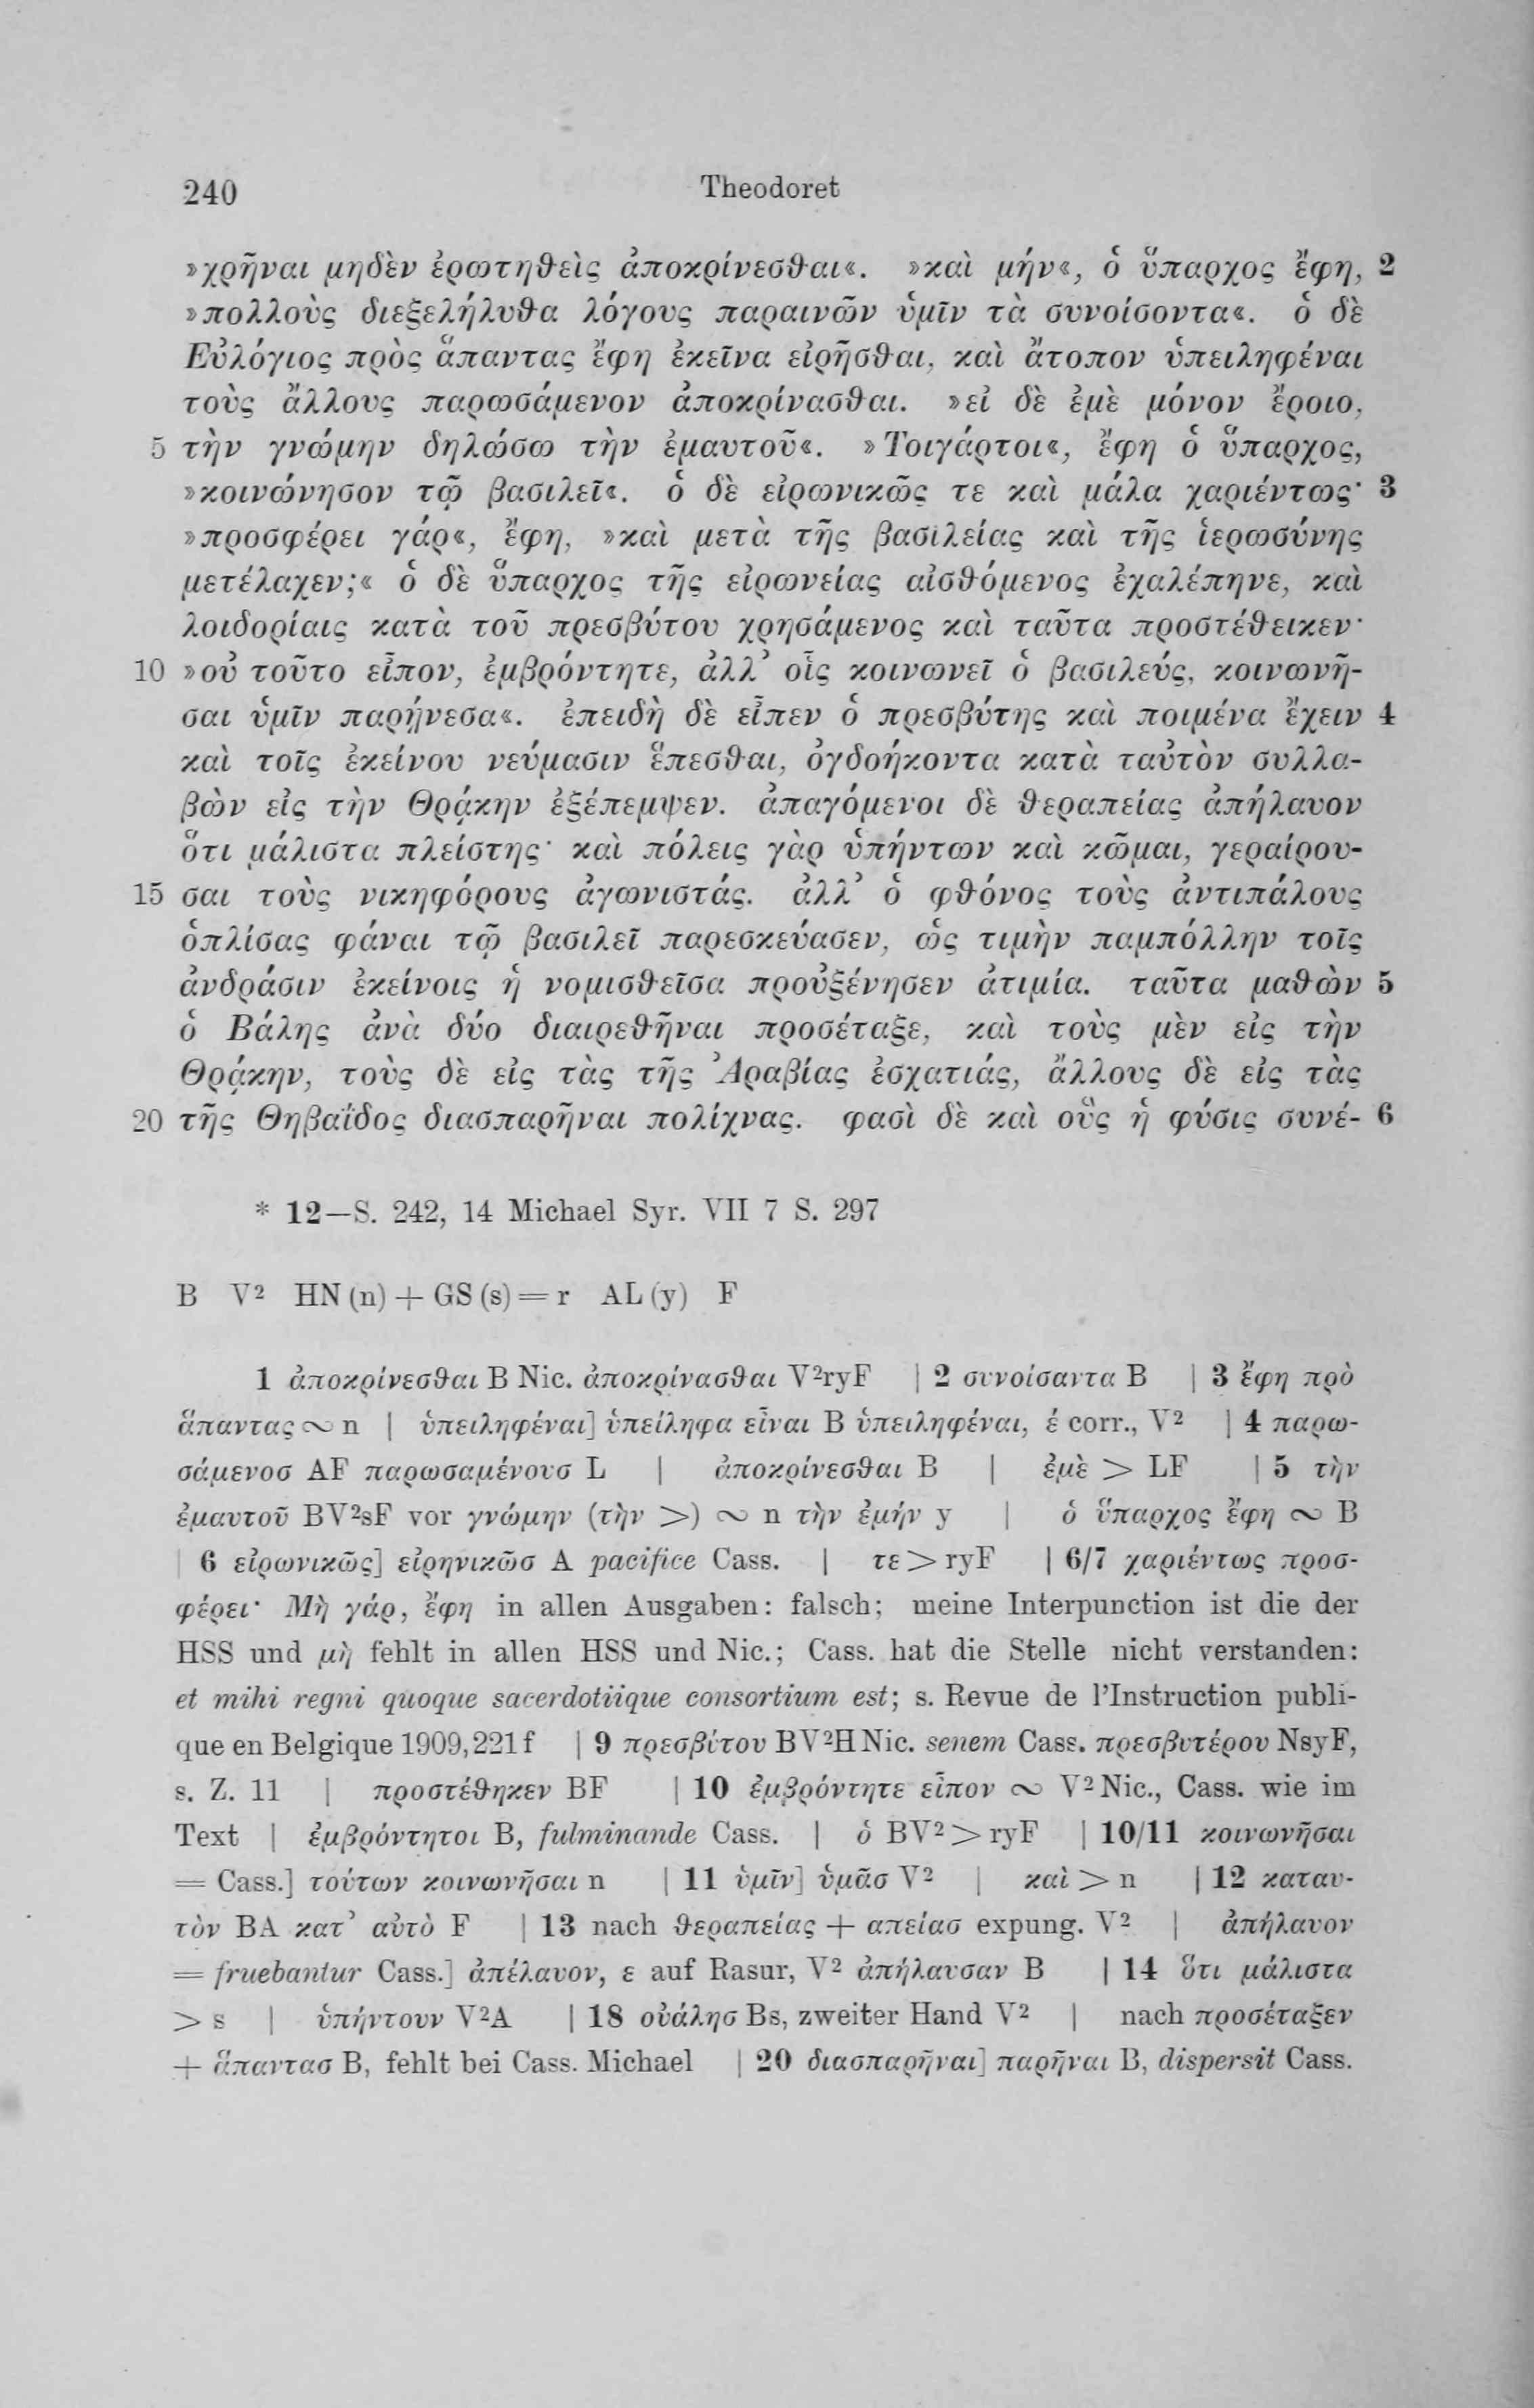 240 Theodoret
»χρῆναι μηδὲν ἐρωτηθεὶς ἀποκρίνεσθαι«. »καὶ μήν«, ὁ ὕπαρχος ἔφη, 2
»πολλοὺς διεξελήλυθα λόγους παραινῶν ὑμῖν τὰ συνοίσοντα«. ὁ δὲ
Εὐλόγιος πρὸς ἅπαντας ἔφη ἐκεῖνα εἰρῆσθαι, καὶ ἄτοπον ὑπειληφέναι
τοὺς ἄλλους παρωσάμενον ἀποκρίνασθαι. »εἰ δὲ ἐμὲ μόνον ἔροιο,
5 τὴν γνώμην δηλώσω τὴν ἐμαυτοῦ«. »Τοιγάρτοι«, ἔφη ὁ ὕπαρχος,
»κοινώνησον τῷ βασιλεῖ«. ὁ δὲ εἰρωνικῶς τε καὶ μάλα χαριέντως· 3
»προσφέρει γάρ«, ἔφη, »καὶ μετὰ τῆς βασιλείας καὶ τῆς ἱερωσύνης
μετέλαχεν;« ὁ δὲ ὕπαρχος τῆς εἰρωνείας αἰσθόμενος ἐχαλέπηνε, καὶ
λοιδορίαις κατὰ τοῦ πρεσβύτου χρησάμενος καὶ ταῦτα προστέθεικεν·
10 »οὐ τοῦτο εἶπον, ἐμβρόντητε, ἀλλ᾽ οἷς κοινωνεῖ ὁ βασιλεύς, κοινωνῆ-
σαι ὑμῖν παρῄνεσα«. ἐπειδὴ δὲ εἶπεν ὁ πρεσβύτης καὶ ποιμένα ἔχειν 4
καὶ τοῖς ἐκείνου νεύμασιν ἕπεσθαι, ὀγδοήκοντα κατὰ ταὐτὸν συλλα-
βὼν εἰς τὴν Θρᾴκην ἐξέπεμψεν. ἀπαγόμενοι δὲ θεραπείας ἀπήλαυον
ὅτι μάλιστα πλείστης· καὶ πόλεις γὰρ ὑπήντων καὶ κῶμαι, γεραίρου-
15 σαι τοὺς νικηφόρους ἀγωνιστάς. ἀλλ᾽ ὁ φθόνος τοὺς ἀντιπάλους
ὁπλίσας φάναι τῷ βασιλεῖ παρεσκεύασεν, ὡς τιμὴν παμπόλλην τοῖς
ἀνδράσιν ἐκείνοις ἡ νομισθεῖσα προὐξένησεν ἀτιμία. ταῦτα μαθὼν 5
ὁ Βάλης ἀνὰ δύο διαιρεθῆναι προσέταξε, καὶ τοὺς μὲν εἰς τὴν
Θρᾴκην, τοὺς δὲ εἰς τὰς τῆς Ἀραβίας ἐσχατιάς, ἄλλους δὲ εἰς τὰς
20 τῆς Θηβαΐδος διασπαρῆναι πολίχνας. φασὶ δὲ καὶ οὓς ἡ φύσις συνέ- 6
* 12—S. 242, 14 Michael Syr. VII 7 S. 297
B V² HN (n) + GS (s) = r AL (y) F
1 ἀποκρίνεσθαι B Nic. ἀποκρίνασθαι V²ryF | 2 συνοίσαντα B | 3 ἔφη πρὸ
ἅπαντας ∾ n | ὑπειληφέναι] ὑπείληφα εἶναι B ὑπειληφέναι, έ corr., V² | 4 παρω-
σάμενοσ AF παρωσαμένουσ L | ἀποκρίνεσθαι B | ἐμὲ > LF | 5 τὴν
ἐμαυτοῦ BV²sF vor γνώμην (τὴν >) ∾ n τὴν ἐμήν y | ὁ ὕπαρχος ἔφη ∾ B
| 6 εἰρωνικῶς] εἰρηνικῶσ A pacifice Cass. | τε > ryF | 6/7 χαριέντως προσ-
φέρει· Μὴ γάρ, ἔφη in allen Ausgaben: falsch; meine Interpunction ist die der
HSS und μὴ fehlt in allen HSS und Nic.; Cass. hat die Stelle nicht verstanden:
et mihi regni quoque sacerdotiique consortium est; s. Revue de l'Instruction publi-
que en Belgique 1909, 221 f | 9 πρεσβύτου BV²H Nic. senem Cass. πρεσβυτέρου NsyF,
s. Z. 11 | προστέθηκεν BF | 10 ἐμβρόντητε εἶπον ∾ V² Nic., Cass. wie im
Text | ἐμβρόντητοι B, fulminande Cass. | ὁ BV² > ryF | 10/11 κοινωνῆσαι
= Cass.] τούτων κοινωνῆσαι n | 11 ὑμῖν] ὑμᾶσ V² | καὶ > n | 12 καταυ-
τὸν BA κατ᾽ αὐτὸ F | 13 nach θεραπείας + απείασ expung. V² | ἀπήλαυον
= fruebantur Cass.] ἀπέλαυον, ε auf Rasur, V² ἀπήλαυσαν B | 14 ὅτι μάλιστα
> s | ὑπήντουν V²A | 18 οὐάλησ Bs, zweiter Hand V² | nach προσέταξεν
+ ἅπαντασ B, fehlt bei Cass. Michael | 20 διασπαρῆναι] παρῆναι B, dispersit Cass.